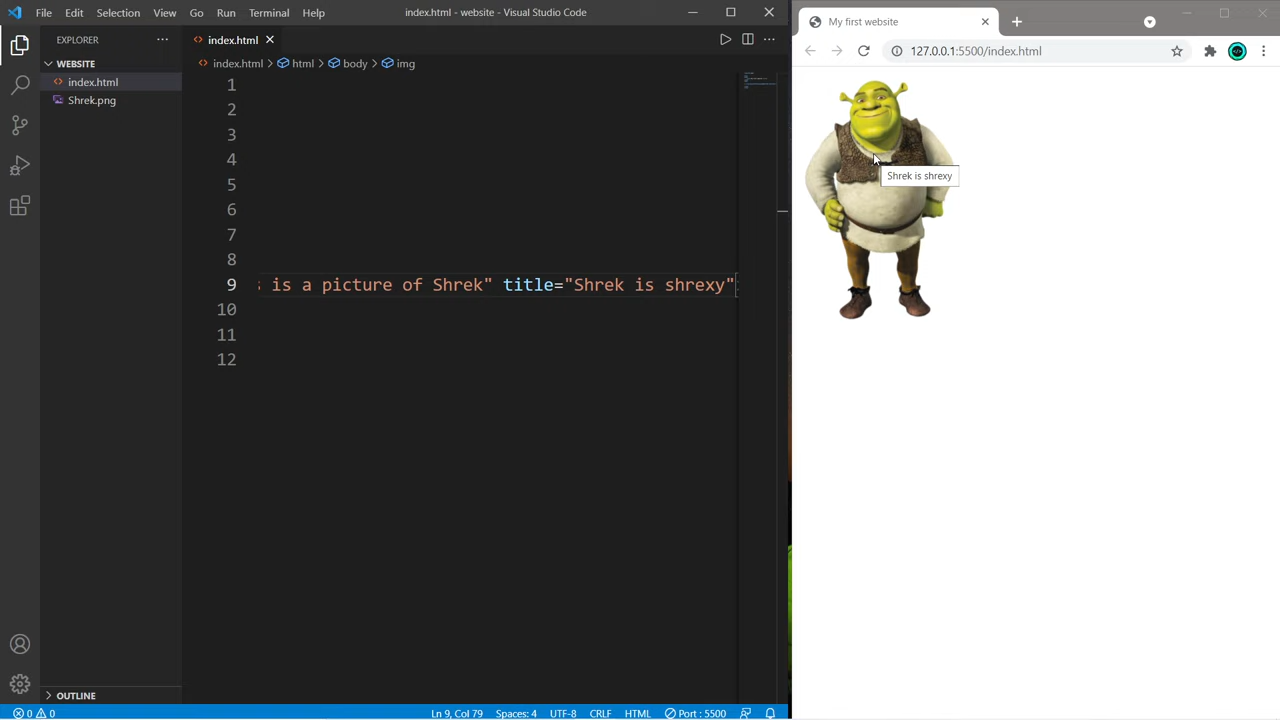 File Edit Selection View Go Run Terminal ··· index.html - website - Visual Studio Code
My first website
EXPLORER ··· index.html
127.0.0.1:5500/index.html
WEBSITE index.html > html > body > img
index.html
Shrek.png
1
2
3
4
5
6
7
8
9 is a picture of Shrek" title="Shrek is shrexy"
10
11
12
Shrek is shrexy
OUTLINE
0 0 Ln 9, Col 79 Spaces: 4 UTF-8 CRLF HTML Port : 5500